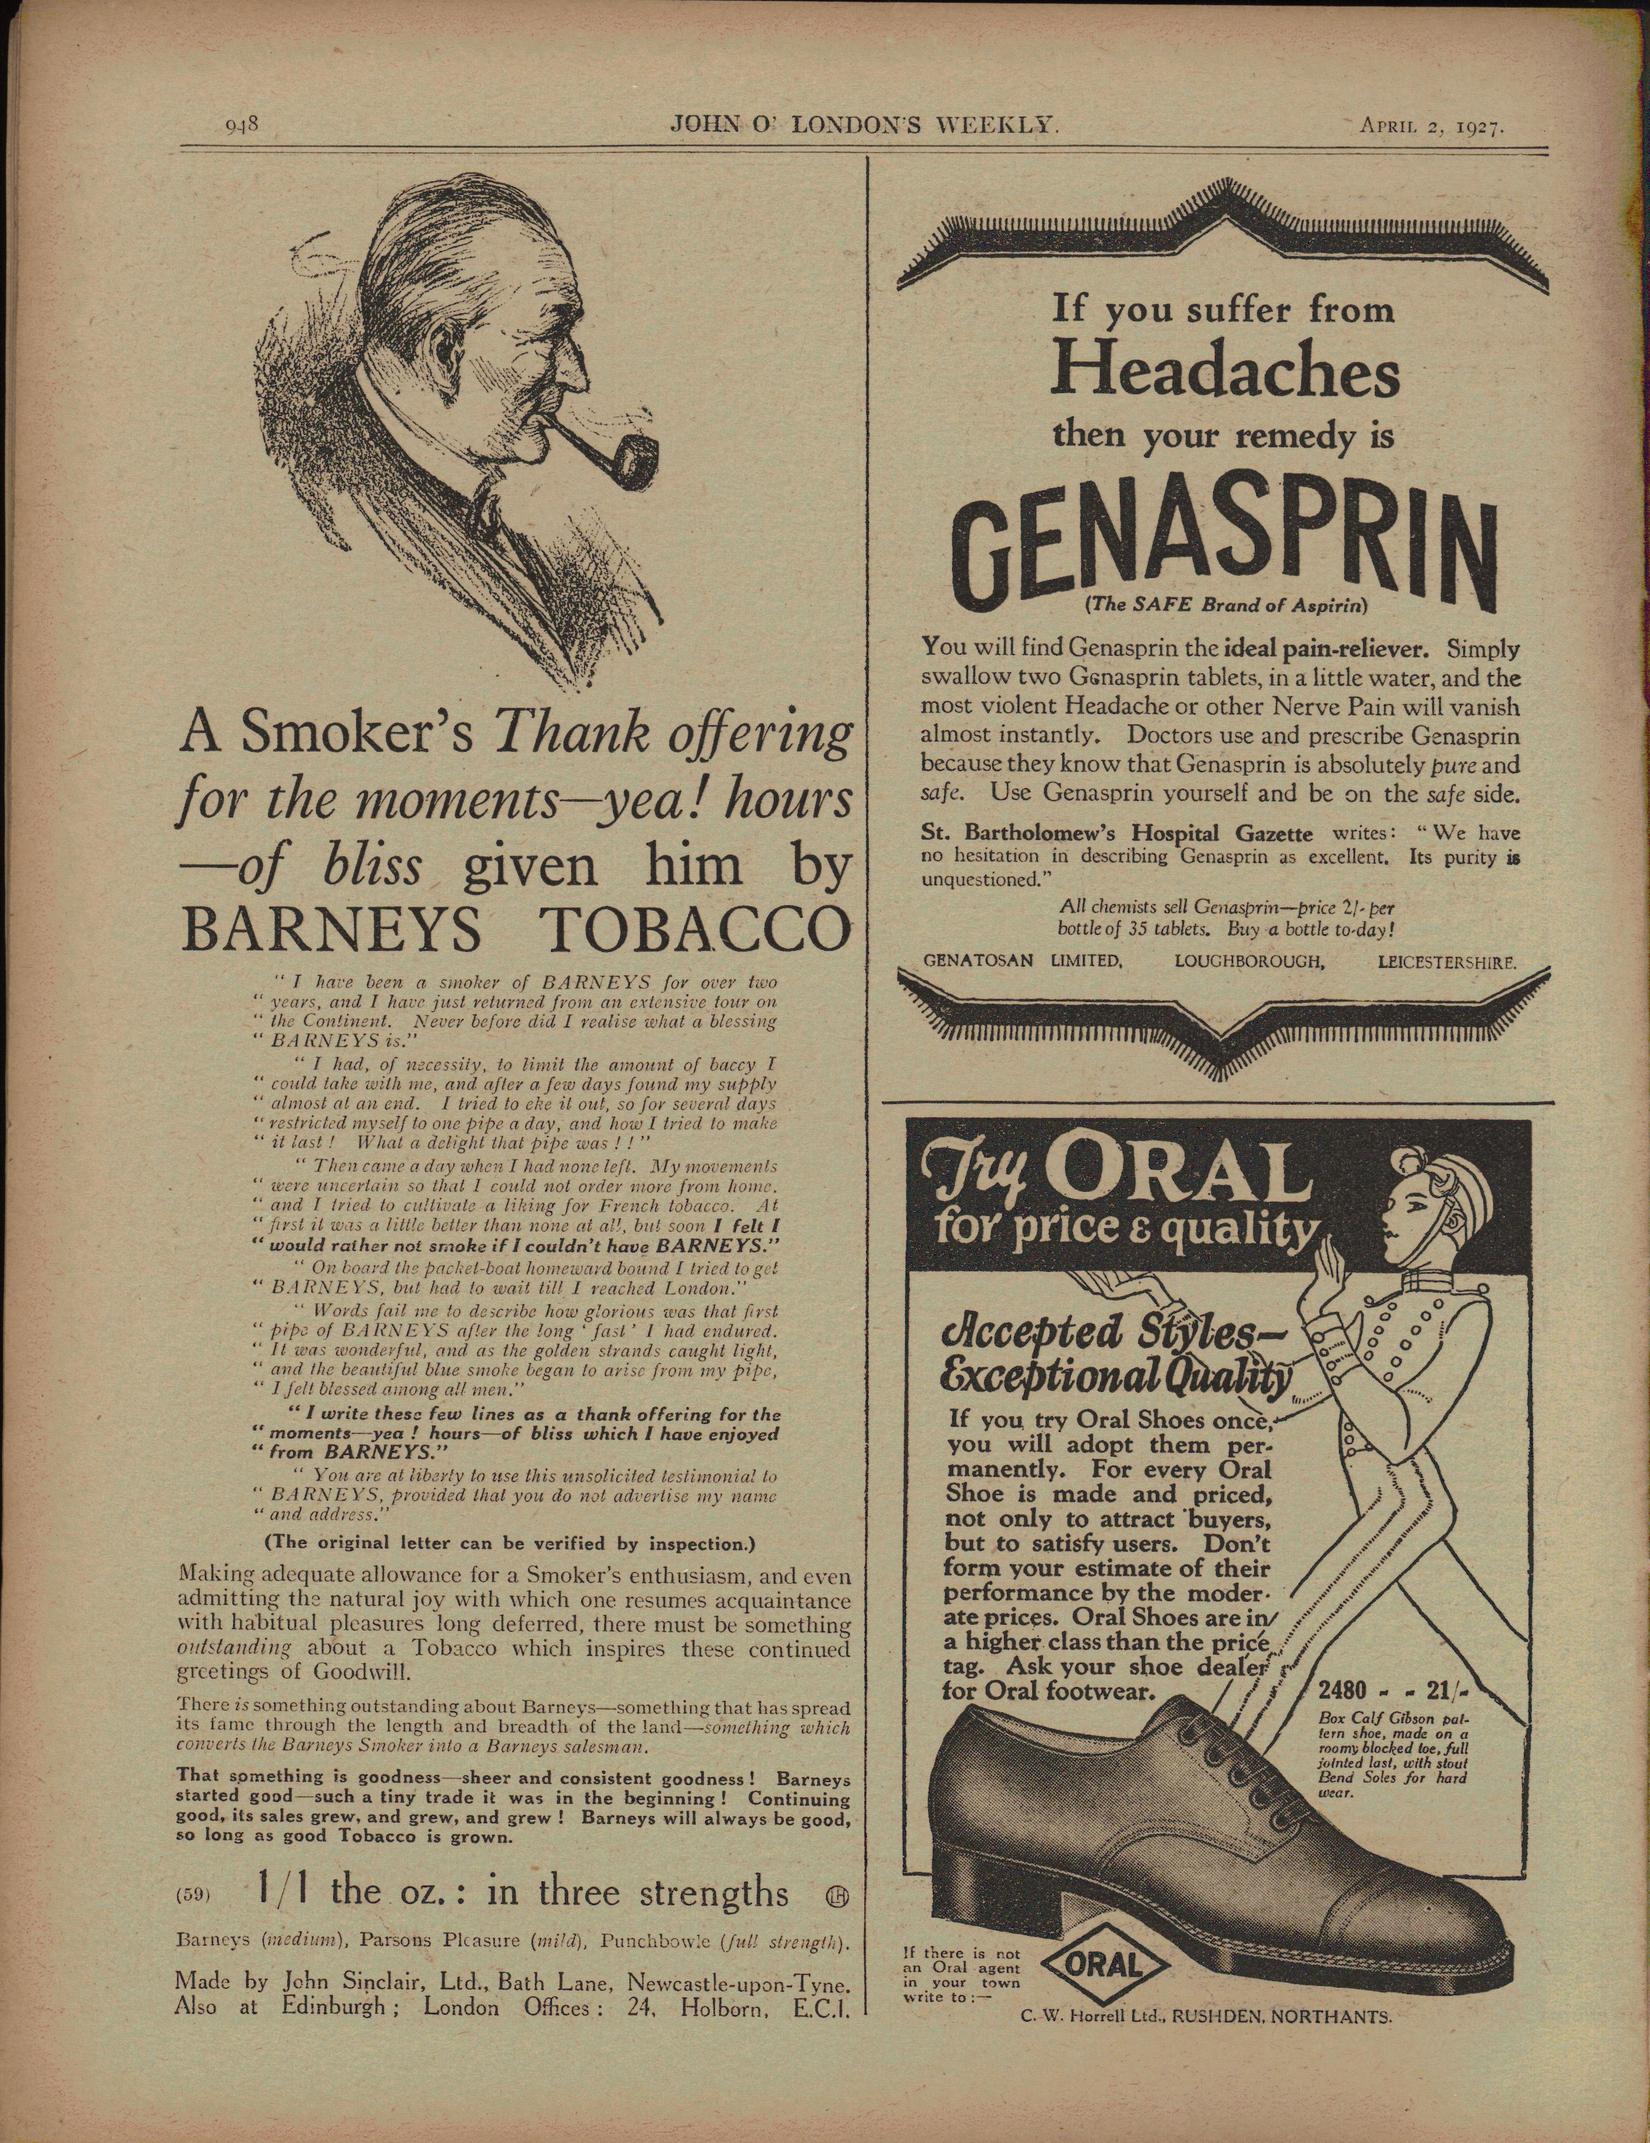 948
JOHN O' LONDON'S WEEKLY.
APRIL 2, 1927.
A Smoker's Thank offering
for the moments—yea! hours
—of bliss given him by
BARNEYS TOBACCO
" I have been a smoker of BARNEYS for over two
" years, and I have just returned from an extensive tour on
" the Continent. Never before did I realise what a blessing
" BARNEYS is."
" I had, of necessity, to limit the amount of baccy I
" could take with me, and after a few days found my supply
" almost at an end. I tried to eke it out, so for several days
" restricted myself to one pipe a day, and how I tried to make
" it last ! What a delight that pipe was ! ! "
" Then came a day when I had none left. My movements
" were uncertain so that I could not order more from home,
" and I tried to cultivate a liking for French tobacco. At
" first it was a little better than none at all, but soon I felt I
" would rather not smoke if I couldn't have BARNEYS."
" On board the packet-boat homeward bound I tried to get
" BARNEYS, but had to wait till I reached London."
" Words fail me to describe how glorious was that first
" pipe of BARNEYS after the long ' fast ' I had endured.
" It was wonderful, and as the golden strands caught light,
" and the beautiful blue smoke began to arise from my pipe,
" I felt blessed among all men."
" I write these few lines as a thank offering for the
" moments—yea ! hours—of bliss which I have enjoyed
" from BARNEYS."
" You are at liberty to use this unsolicited testimonial to
" BARNEYS, provided that you do not advertise my name
" and address."
(The original letter can be verified by inspection.)
Making adequate allowance for a Smoker's enthusiasm, and even
admitting the natural joy with which one resumes acquaintance
with habitual pleasures long deferred, there must be something
outstanding about a Tobacco which inspires these continued
greetings of Goodwill.
There is something outstanding about Barneys—something that has spread
its fame through the length and breadth of the land—something which
converts the Barneys Smoker into a Barneys salesman.
That something is goodness—sheer and consistent goodness ! Barneys
started good—such a tiny trade it was in the beginning ! Continuing
good, its sales grew, and grew, and grew ! Barneys will always be good,
so long as good Tobacco is grown.
(59) 1/1 the oz. : in three strengths LH
Barneys (medium), Parsons Pleasure (mild), Punchbowle (full strength).
Made by John Sinclair, Ltd., Bath Lane, Newcastle-upon-Tyne.
Also at Edinburgh ; London Offices : 24, Holborn, E.C.1.
If you suffer from
Headaches
then your remedy is
GENASPRIN
(The SAFE Brand of Aspirin)
You will find Genasprin the ideal pain-reliever. Simply
swallow two Genasprin tablets, in a little water, and the
most violent Headache or other Nerve Pain will vanish
almost instantly. Doctors use and prescribe Genasprin
because they know that Genasprin is absolutely pure and
safe. Use Genasprin yourself and be on the safe side.
St. Bartholomew's Hospital Gazette writes: " We have
no hesitation in describing Genasprin as excellent. Its purity is
unquestioned."
All chemists sell Genasprin—price 2/- per
bottle of 35 tablets. Buy a bottle to-day!
GENATOSAN LIMITED, LOUGHBOROUGH, LEICESTERSHIRE.
Try ORAL
for price & quality
Accepted Styles—
Exceptional Quality
If you try Oral Shoes once,
you will adopt them per-
manently. For every Oral
Shoe is made and priced,
not only to attract buyers,
but to satisfy users. Don't
form your estimate of their
performance by the moder-
ate prices. Oral Shoes are in
a higher class than the price
tag. Ask your shoe dealer
for Oral footwear.
2480 - - 21/-
Box Calf Gibson pat-
tern shoe, made on a
roomy blocked toe, full
jointed last, with stout
Bend Soles for hard
wear.
If there is not
an Oral agent
in your town
write to :—
ORAL
C. W. Horrell Ltd., RUSHDEN, NORTHANTS.